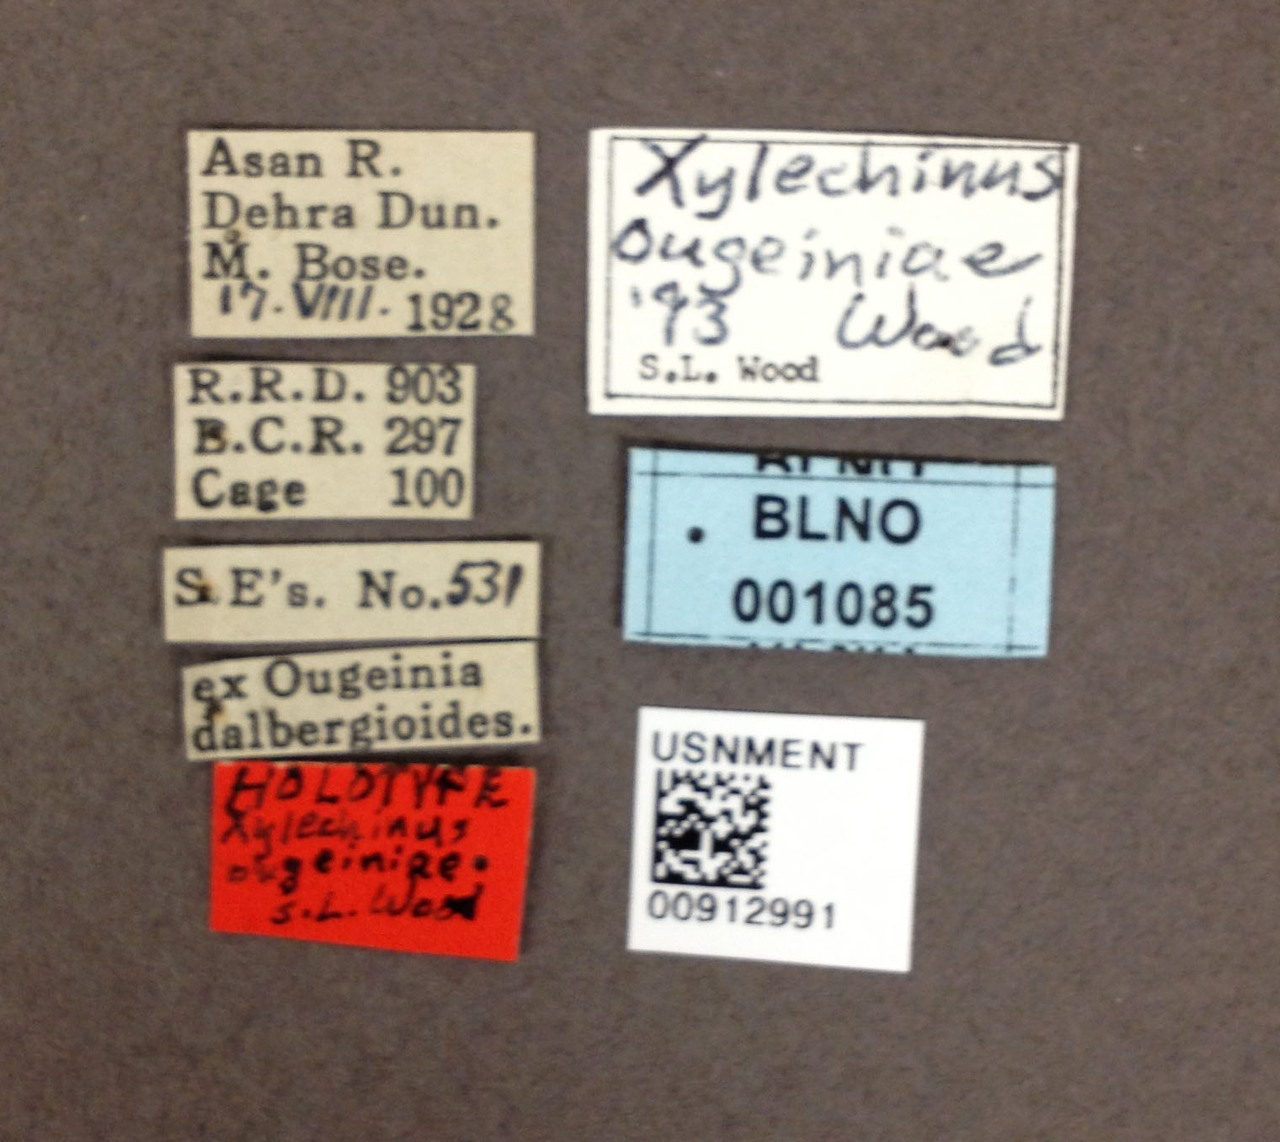 Asan R.
Dehra Dun.
M. Bose.
17.VIII. 1928
R.R.D. 903
B.C.R. 297
Cage 100
S.E's. No.531
ex Ougeinia
dalbergioides.
HOLOTYPE
Xylechinus
ougeiniae.
S.L. Wood
Xylechinus
ougeiniae
'93 Wood
S.L. Wood
BLNO
001085
USNMENT
00912991